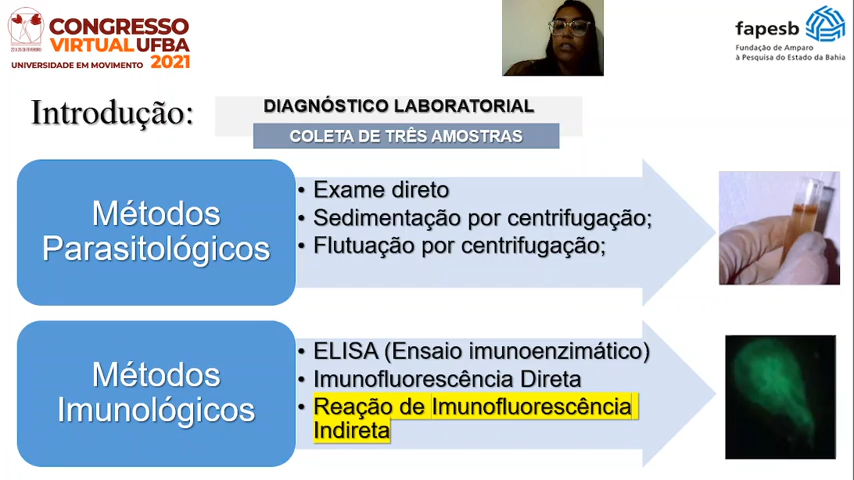 CONGRESSO
VIRTUAL UFBA
UNIVERSIDADE EM MOVIMENTO 2021
fapesb
Fundação de Amparo
à Pesquisa do Estado da Bahia
Introdução:
DIAGNÓSTICO LABORATORIAL
COLETA DE TRÊS AMOSTRAS
Métodos
Parasitológicos
• Exame direto
• Sedimentação por centrifugação;
• Flutuação por centrifugação;
Métodos
Imunológicos
• ELISA (Ensaio imunoenzimático)
• Imunofluorescência Direta
• Reação de Imunofluorescência
Indireta